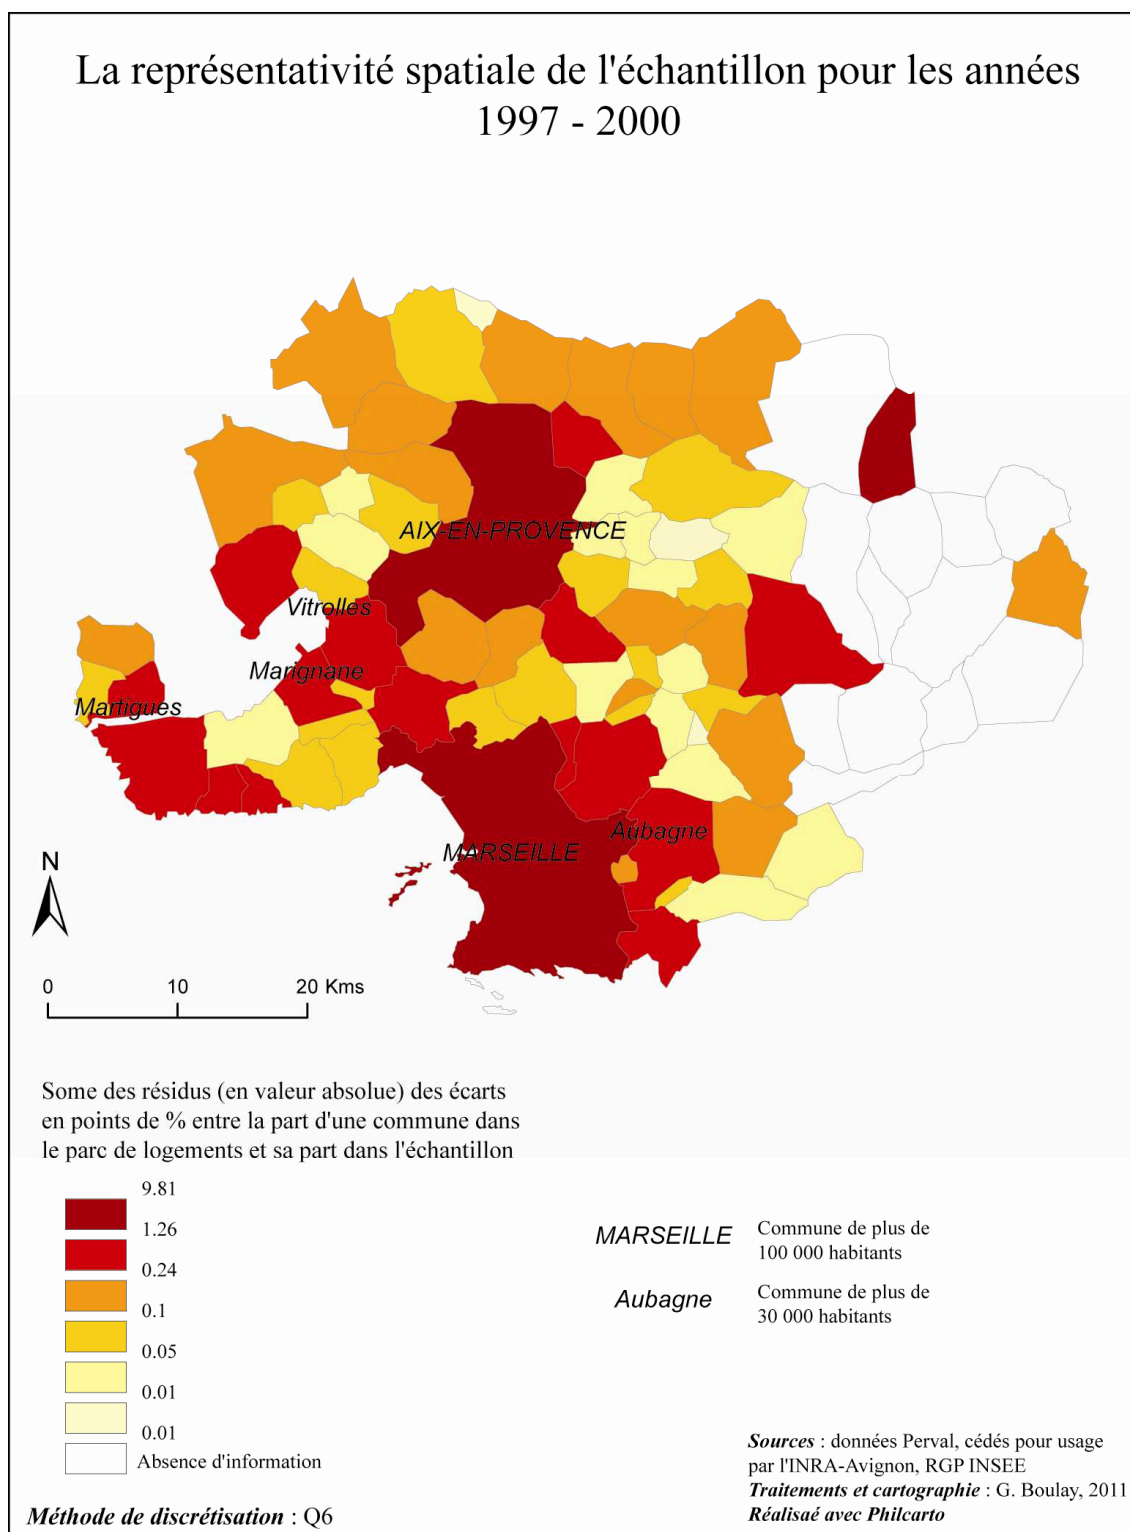 La représentativité spatiale de l'échantillon pour les années
1997 - 2000
AIX-EN-PROVENCE
Vitrolles
Marignane
Martigues
Aubagne
MARSEILLE
N
0 10 20 Kms
Some des résidus (en valeur absolue) des écarts
en points de % entre la part d'une commune dans
le parc de logements et sa part dans l'échantillon
9.81
1.26
0.24
0.1
0.05
0.01
0.01
Absence d'information
MARSEILLE
Commune de plus de
100 000 habitants
Aubagne
Commune de plus de
30 000 habitants
Sources : données Perval, cédés pour usage
par l'INRA-Avignon, RGP INSEE
Traitements et cartographie : G. Boulay, 2011
Réalisaé avec Philcarto
Méthode de discrétisation : Q6